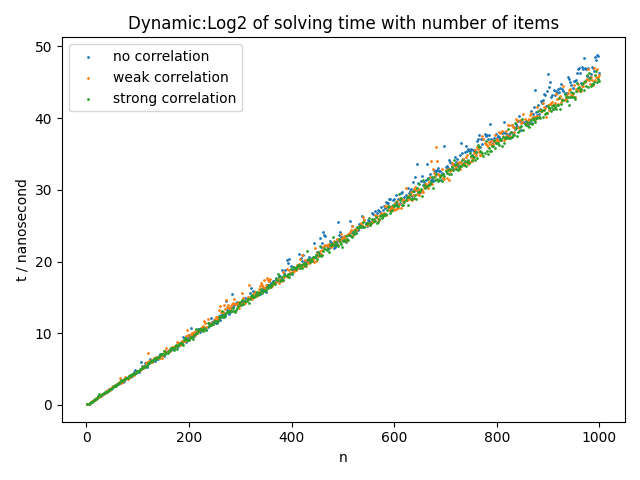 Dynamic:Log2 of solving time with number of items
no correlation
weak correlation
strong correlation
t / nanosecond
50
40
30
20
10
0
0 200 400 600 800 1000
n